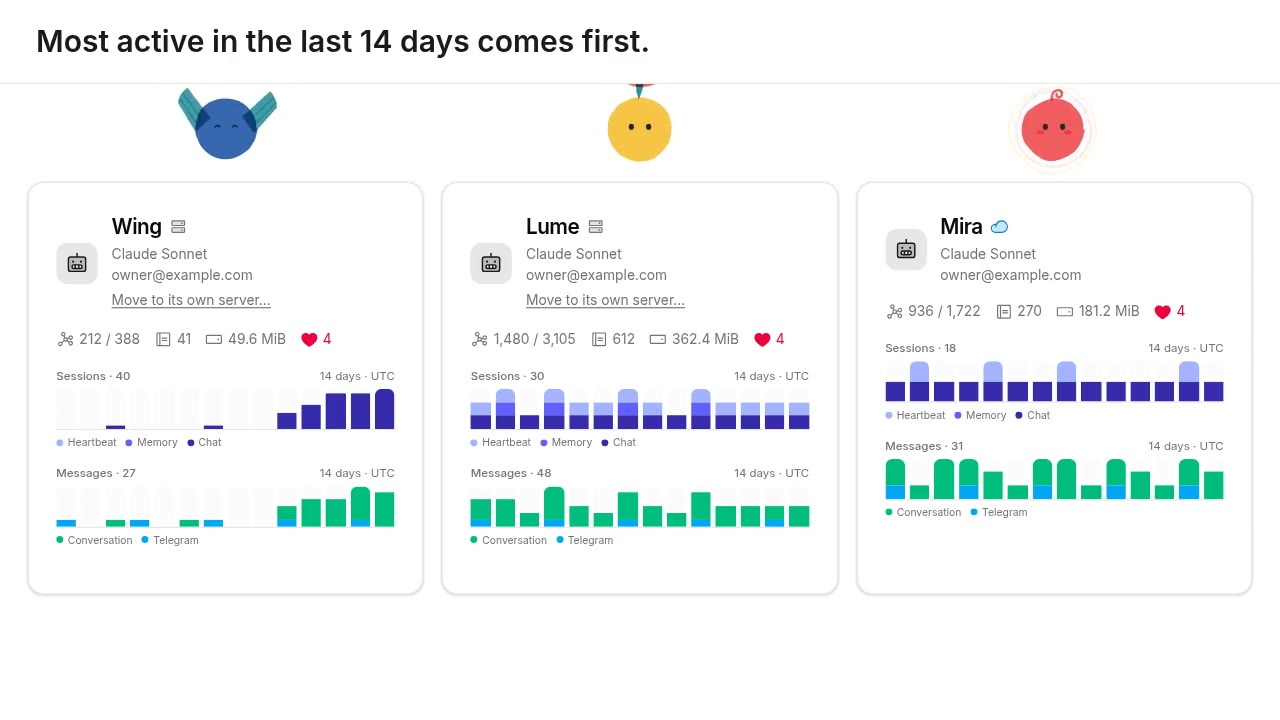 Most active in the last 14 days comes first.
Wing
Claude Sonnet
owner@example.com
Move to its own server...
212 / 388 41 49.6 MiB 4
Sessions · 40 14 days · UTC
Heartbeat Memory Chat
Messages · 27 14 days · UTC
Conversation Telegram
Lume
Claude Sonnet
owner@example.com
Move to its own server...
1,480 / 3,105 612 362.4 MiB 4
Sessions · 30 14 days · UTC
Heartbeat Memory Chat
Messages · 48 14 days · UTC
Conversation Telegram
Mira
Claude Sonnet
owner@example.com
936 / 1,722 270 181.2 MiB 4
Sessions · 18 14 days · UTC
Heartbeat Memory Chat
Messages · 31 14 days · UTC
Conversation Telegram